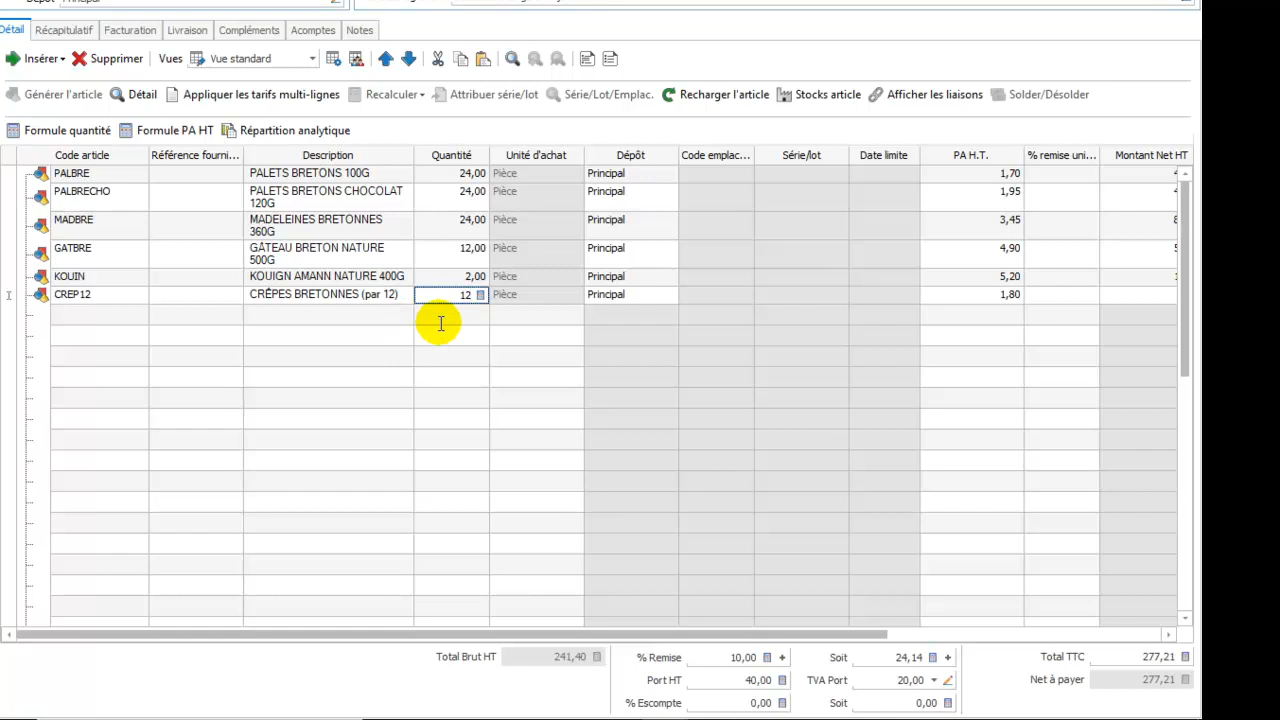 Détail Récapitulatif Facturation Livraison Compléments Acomptes Notes
Insérer Supprimer Vues Vue standard
Générer l'article Détail Appliquer les tarifs multi-lignes Recalculer Attribuer série/lot Série/Lot/Emplac. Recharger l'article Stocks article Afficher les liaisons Solder/Désolder
Formule quantité Formule PA HT Répartition analytique
Code article Référence fourni... Description Quantité Unité d'achat Dépôt Code emplac... Série/lot Date limite PA H.T. % remise uni... Montant Net HT
PALBRE PALETS BRETONS 100G 24,00 Pièce Principal 1,70
PALBRECHO PALETS BRETONS CHOCOLAT 24,00 Pièce Principal 1,95
120G
MADBRE MADELEINES BRETONNES 24,00 Pièce Principal 3,45
360G
GATBRE GÂTEAU BRETON NATURE 12,00 Pièce Principal 4,90
500G
KOUIN KOUIGN AMANN NATURE 400G 2,00 Pièce Principal 5,20
CREP12 CRÊPES BRETONNES (par 12) 12 Pièce Principal 1,80
Total Brut HT 241,40 % Remise 10,00 + Soit 24,14 + Total TTC 277,21
Port HT 40,00 TVA Port 20,00 Net à payer 277,21
% Escompte 0,00 Soit 0,00